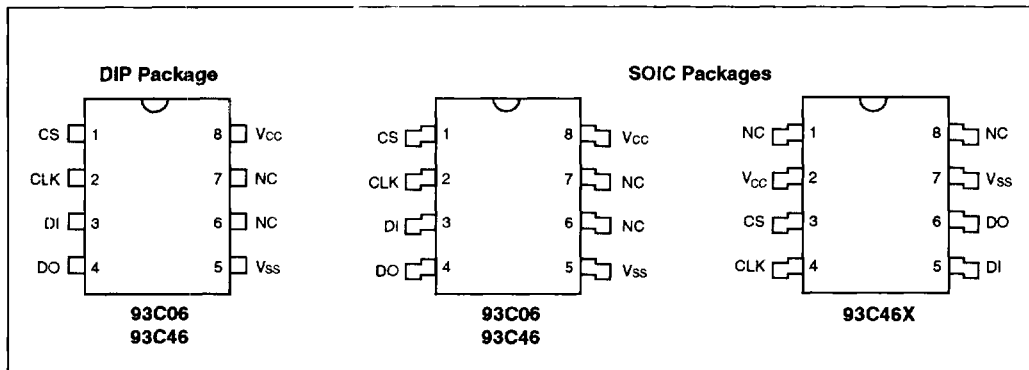 DIP Package
SOIC Packages
CS 1 8 VCC
CLK 2 7 NC
DI 3 6 NC
DO 4 5 VSS
93C06
93C46
CS 1 8 VCC
CLK 2 7 NC
DI 3 6 NC
DO 4 5 VSS
93C06
93C46
NC 1 8 NC
VCC 2 7 VSS
CS 3 6 DO
CLK 4 5 DI
93C46X